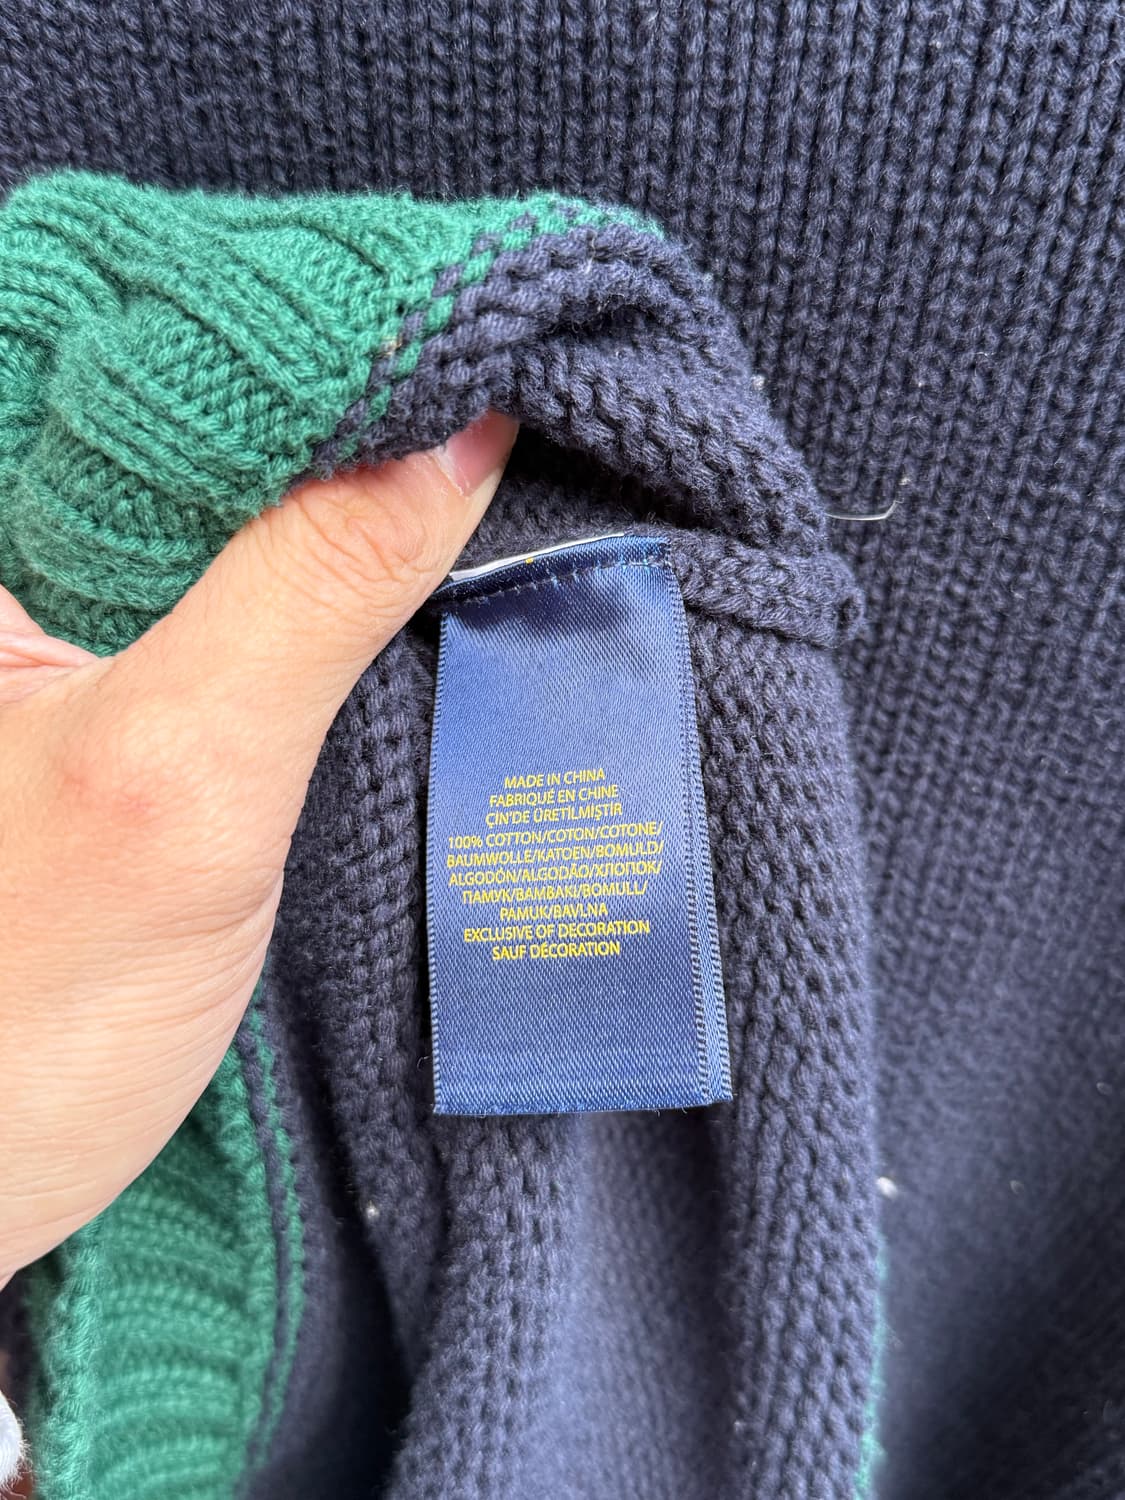 MADE IN CHINA
FABRIQUÉ EN CHINE
ÇİN'DE ÜRETİLMİŞTİR
100% COTTON/COTON/COTONE/
BAUMWOLLE/KATOEN/BOMULD/
ALGODÓN/ALGODÃO/ХЛОПОК/
ПАМУК/ΒΑΜΒΑΚΙ/BOMULL/
PAMUK/BAVLNA
EXCLUSIVE OF DECORATION
SAUF DÉCORATION